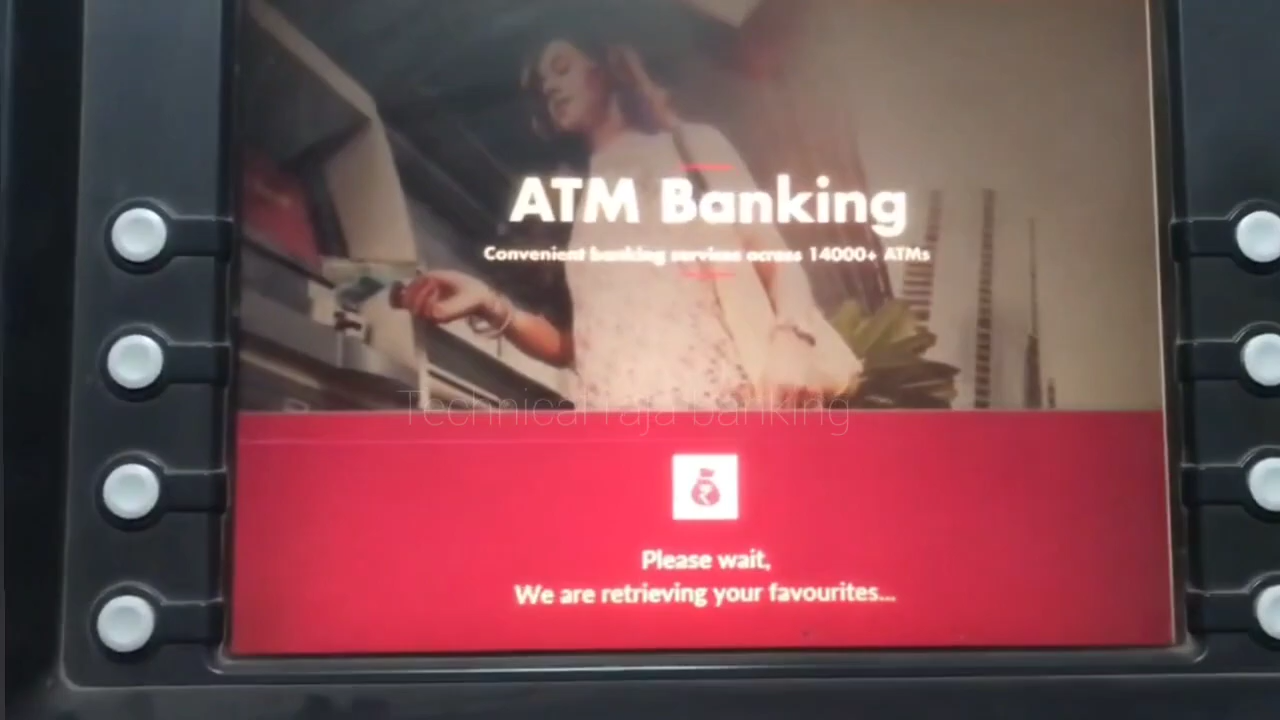 ATM Banking
Convenient banking services across 14000+ ATMs
Technical raja banking
₹
Please wait,
We are retrieving your favourites...